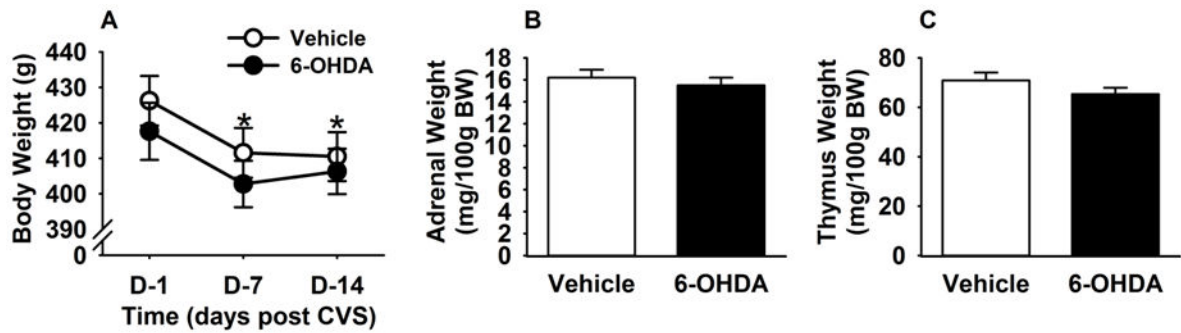 A
Vehicle
6-OHDA
Body Weight (g)
440
430
420
410
400
390
0
*
*
D-1 D-7 D-14
Time (days post CVS)
B
Adrenal Weight
(mg/100g BW)
18
16
14
12
10
8
6
4
2
0
Vehicle 6-OHDA
C
Thymus Weight
(mg/100g BW)
80
60
40
20
0
Vehicle 6-OHDA